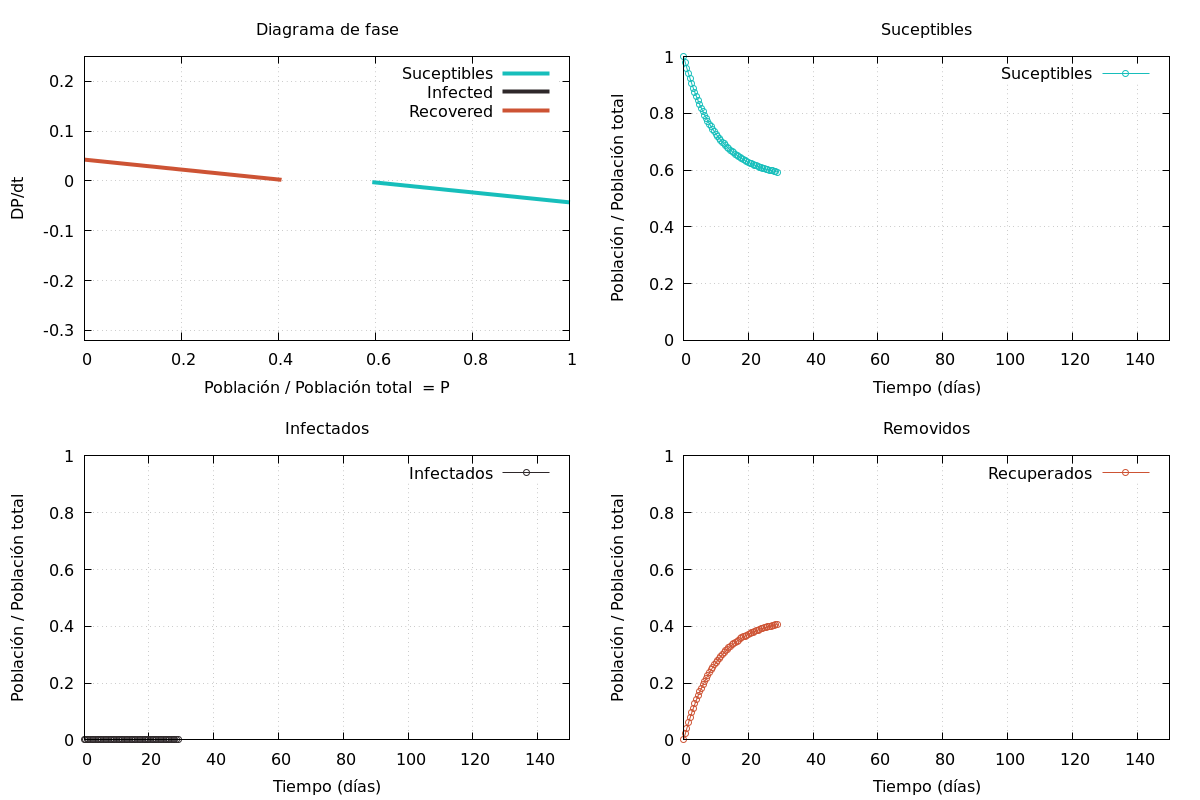 Diagrama de fase
Suceptibles
Infected
Recovered
0.2
0.1
0
-0.1
-0.2
-0.3
DP/dt
0 0.2 0.4 0.6 0.8 1
Población / Población total = P
Suceptibles
Suceptibles
1
0.8
0.6
0.4
0.2
0
Población / Población total
0 20 40 60 80 100 120 140
Tiempo (días)
Infectados
Infectados
1
0.8
0.6
0.4
0.2
0
Población / Población total
0 20 40 60 80 100 120 140
Tiempo (días)
Removidos
Recuperados
1
0.8
0.6
0.4
0.2
0
Población / Población total
0 20 40 60 80 100 120 140
Tiempo (días)